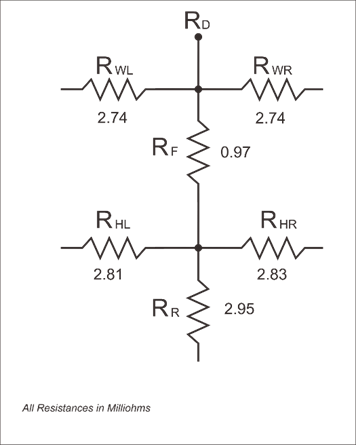 RD
RWL RWR
2.74 2.74
RF 0.97
RHL RHR
2.81 2.83
RR 2.95
All Resistances in Milliohms